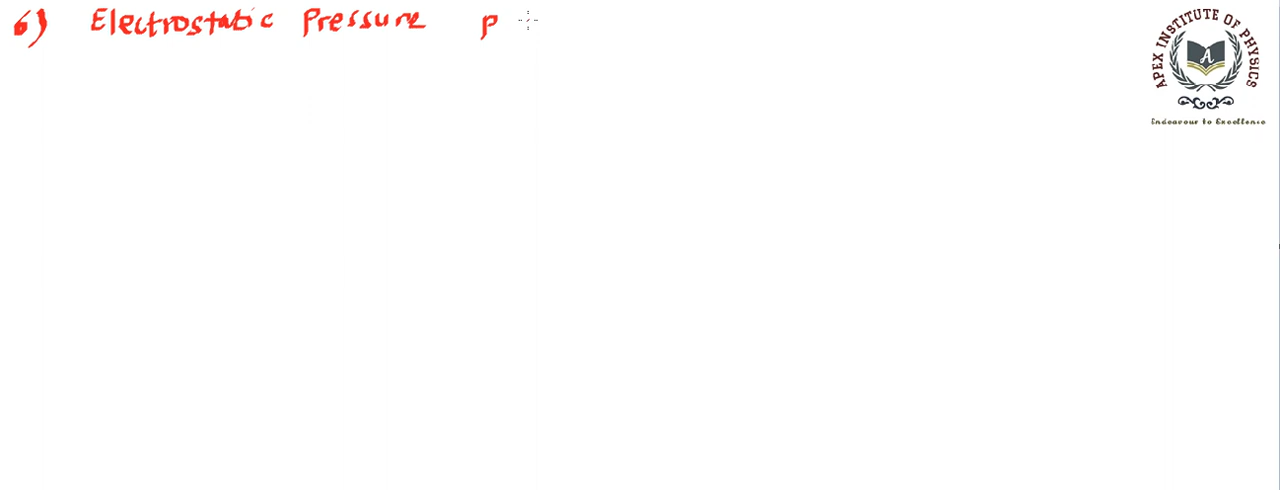 6) Electrostatic Pressure P
APEX INSTITUTE OF PHYSICS
A
Endeavour to Excellence